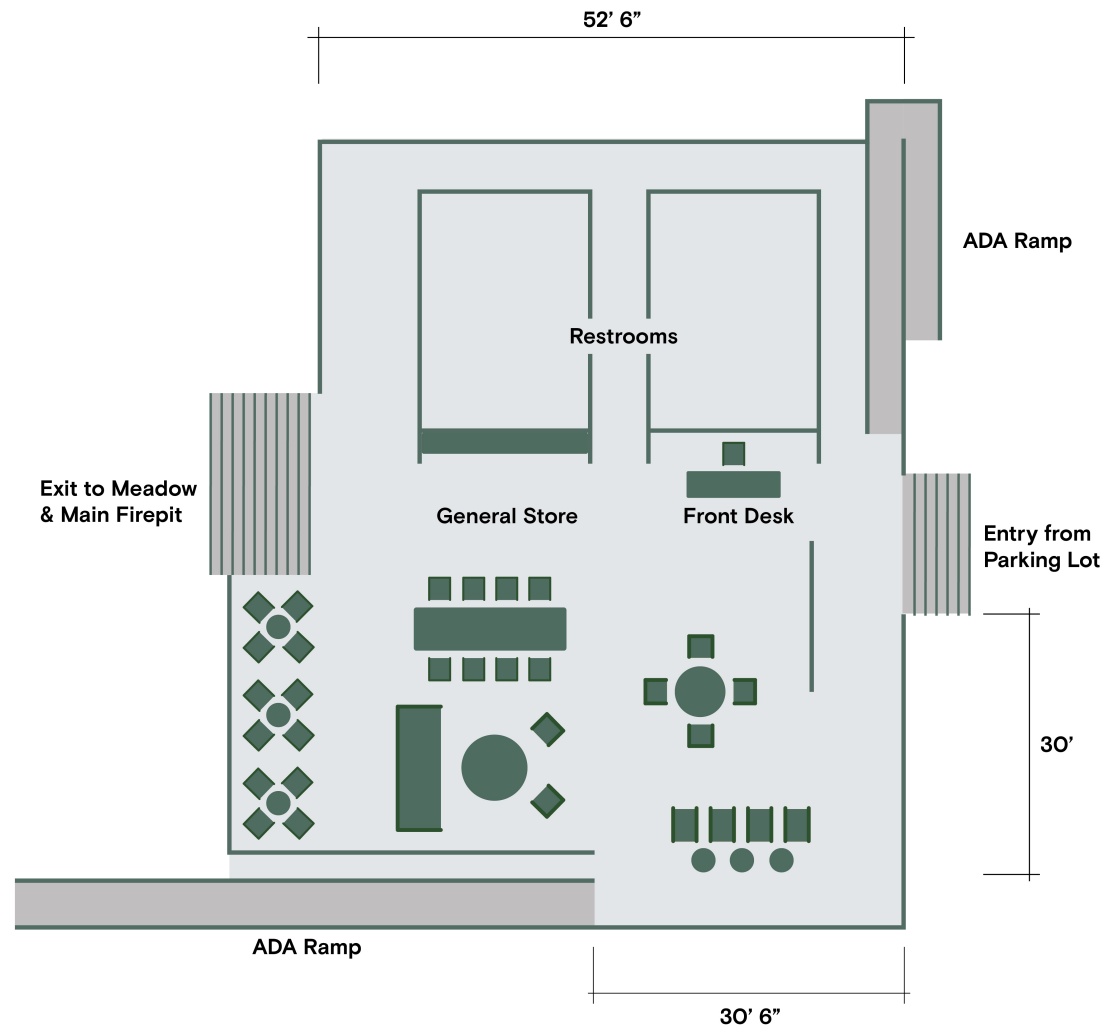 52’ 6”
ADA Ramp
Restrooms
Exit to Meadow
& Main Firepit
General Store
Front Desk
Entry from
Parking Lot
30’
ADA Ramp
30’ 6”